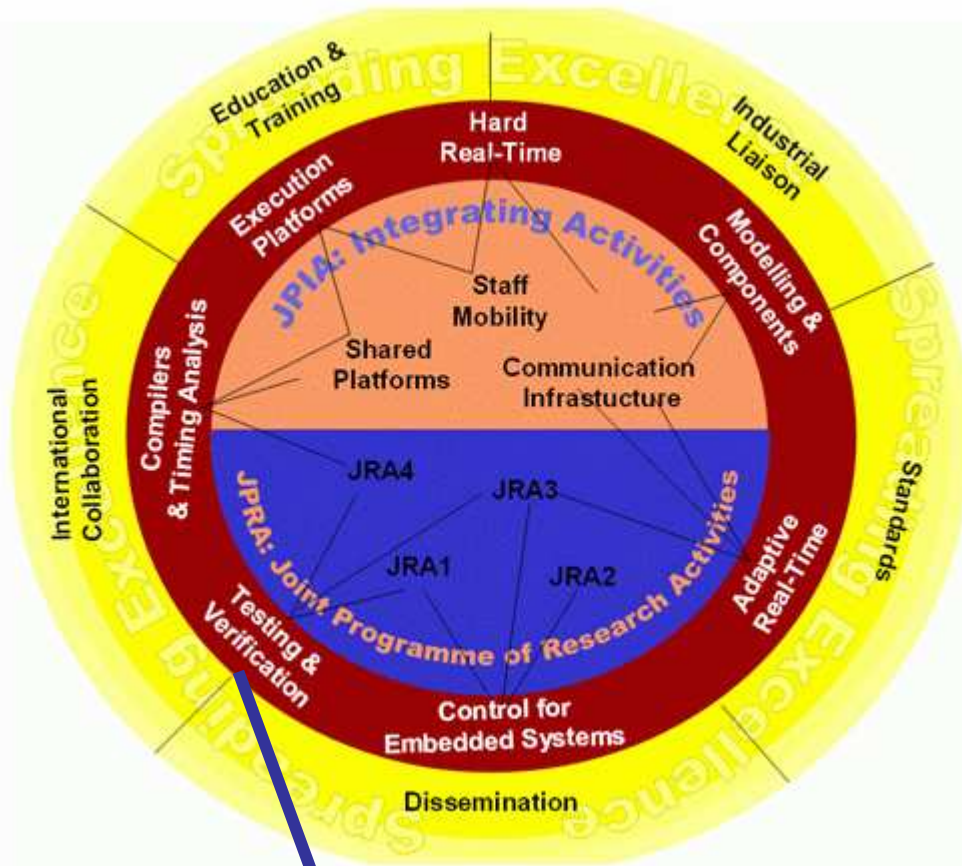 Spreading Excellence
Education &
Training
Industrial
Liaison
Standards
Dissemination
International
Collaboration
Spreading Excellence
Spreading Excellence
Hard
Real-Time
Execution
Platforms
Modelling &
Components
Compilers
& Timing Analysis
Adaptive
Real-Time
Testing &
Verification
Control for
Embedded Systems
JPIA: Integrating Activities
Staff
Mobility
Shared
Platforms
Communication
Infrastucture
JRA4
JRA3
JRA1
JRA2
JPRA: Joint Programme of Research Activities